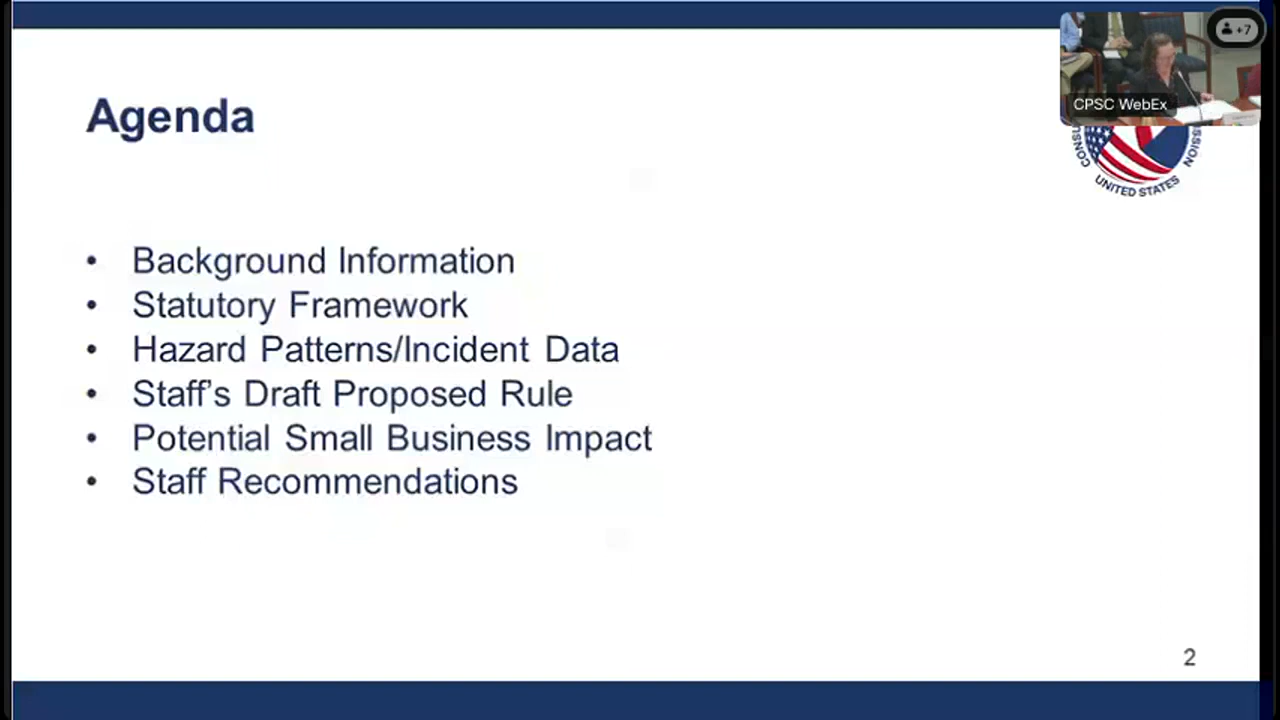 +7
CPSC WebEx
Agenda
UNITED STATES
• Background Information
• Statutory Framework
• Hazard Patterns/Incident Data
• Staff's Draft Proposed Rule
• Potential Small Business Impact
• Staff Recommendations
2